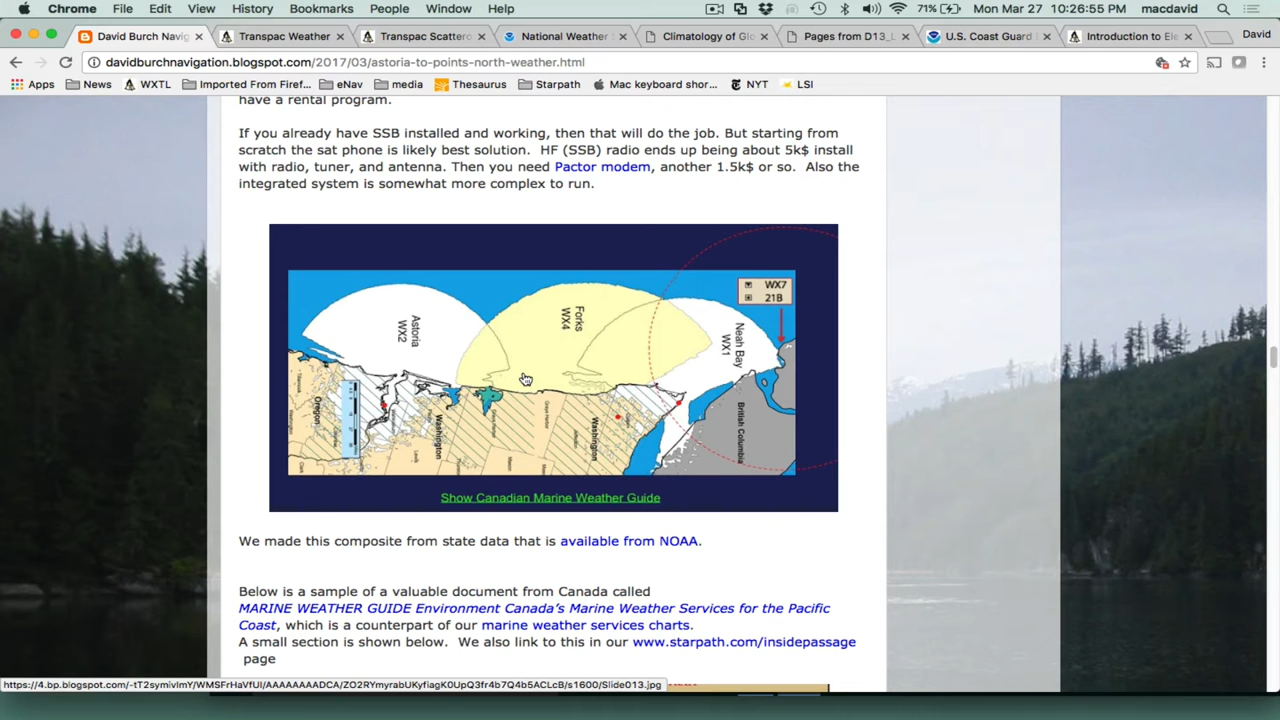 Chrome File Edit View History Bookmarks People Window Help 71% Mon Mar 27 10:26:55 PM macdavid
David Burch Navig Transpac Weather Transpac Scattero National Weather S Climatology of Glo Pages from D13_L U.S. Coast Guard Introduction to Ele David
davidburchnavigation.blogspot.com/2017/03/astoria-to-points-north-weather.html
Apps News WXTL Imported From Firef... eNav media Thesaurus Starpath Mac keyboard shor... NYT LSI
have a rental program.
If you already have SSB installed and working, then that will do the job. But starting from
scratch the sat phone is likely best solution. HF (SSB) radio ends up being about 5k$ install
with radio, tuner, and antenna. Then you need Pactor modem, another 1.5k$ or so. Also the
integrated system is somewhat more complex to run.
WX7
21B
Astoria
WX2
Forks
WX4
Neah Bay
WX1
Oregon
Washington
Washington
British Columbia
Show Canadian Marine Weather Guide
We made this composite from state data that is available from NOAA.
Below is a sample of a valuable document from Canada called
MARINE WEATHER GUIDE Environment Canada's Marine Weather Services for the Pacific
Coast, which is a counterpart of our marine weather services charts.
A small section is shown below. We also link to this in our www.starpath.com/insidepassage
page